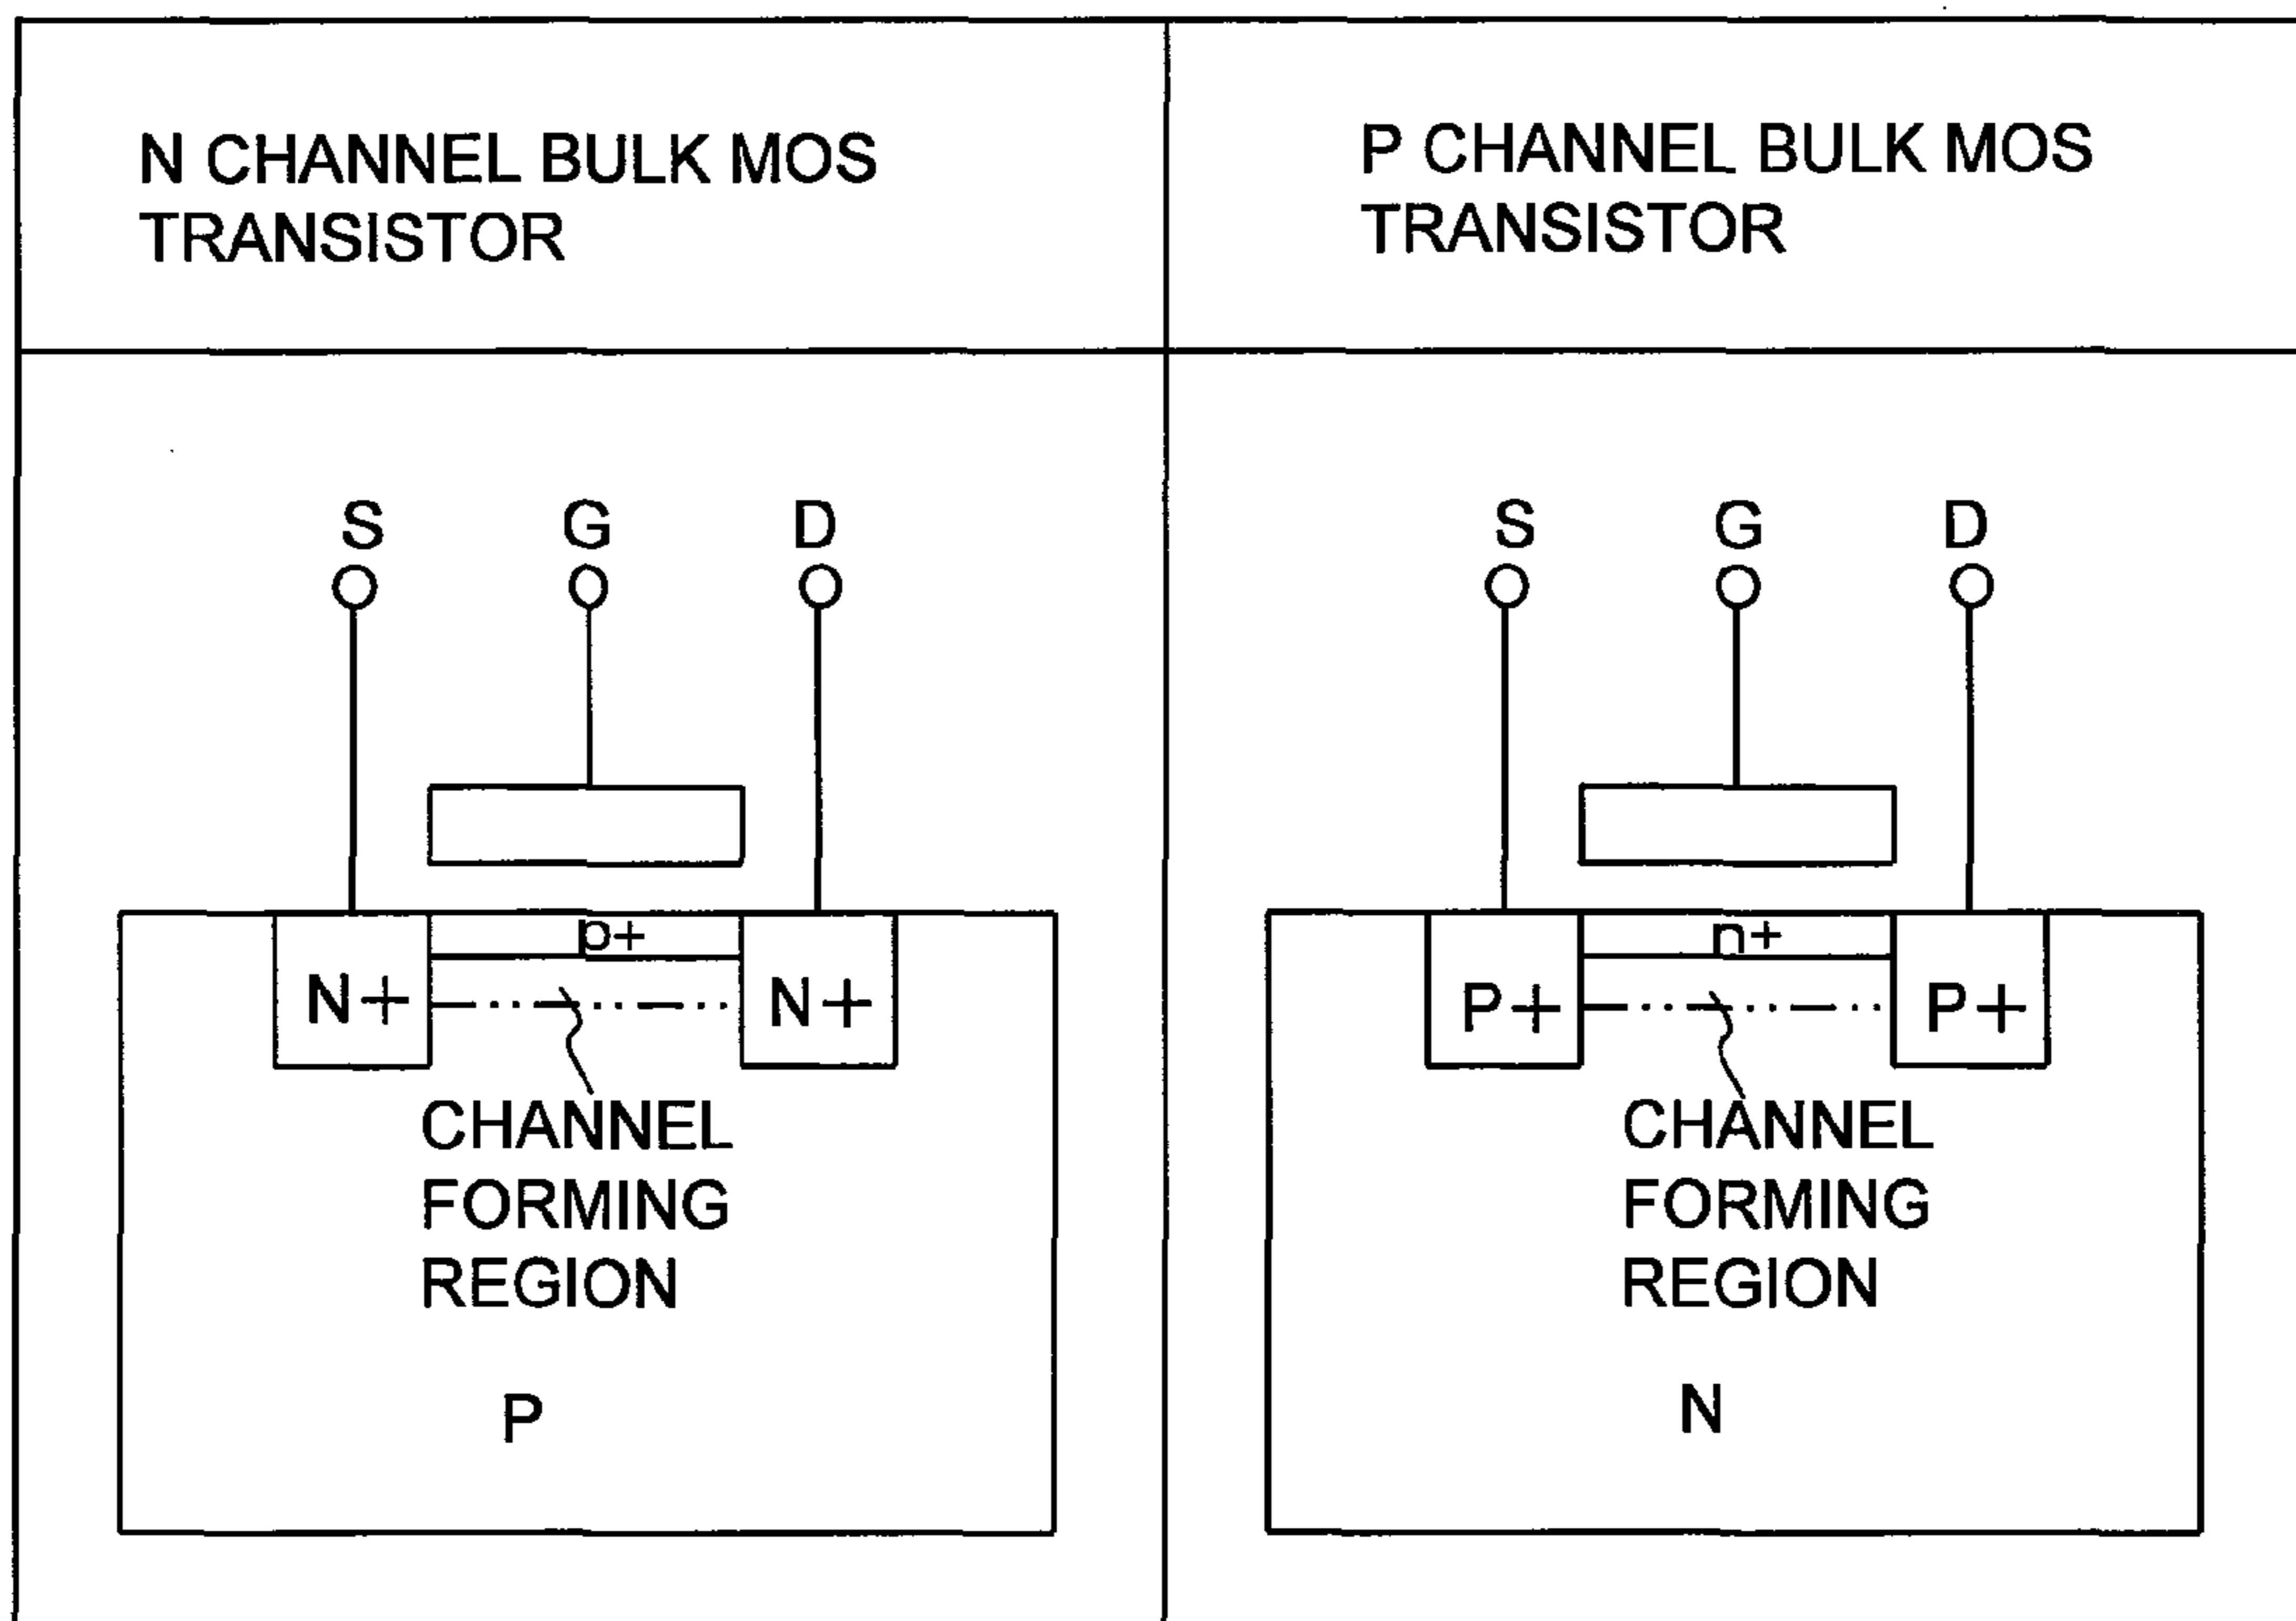 N CHANNEL BULK MOS
TRANSISTOR
P CHANNEL BULK MOS
TRANSISTOR
S G D
p+
N+ N+
CHANNEL
FORMING
REGION
P
S G D
n+
P+ P+
CHANNEL
FORMING
REGION
N